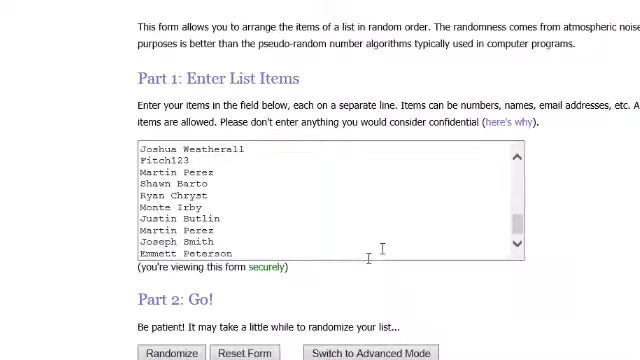 This form allows you to arrange the items of a list in random order. The randomness comes from atmospheric noise
purposes is better than the pseudo-random number algorithms typically used in computer programs.
Part 1: Enter List Items
Enter your items in the field below, each on a separate line. Items can be numbers, names, email addresses, etc. A
items are allowed. Please don't enter anything you would consider confidential (here's why).
Joshua Weatherall
Fitch123
Martin Perez
Shawn Barto
Ryan Chryst
Monte Irby
Justin Butlin
Martin Perez
Joseph Smith
Emmett Peterson
(you're viewing this form securely)
Part 2: Go!
Be patient! It may take a little while to randomize your list...
Randomize Reset Form Switch to Advanced Mode